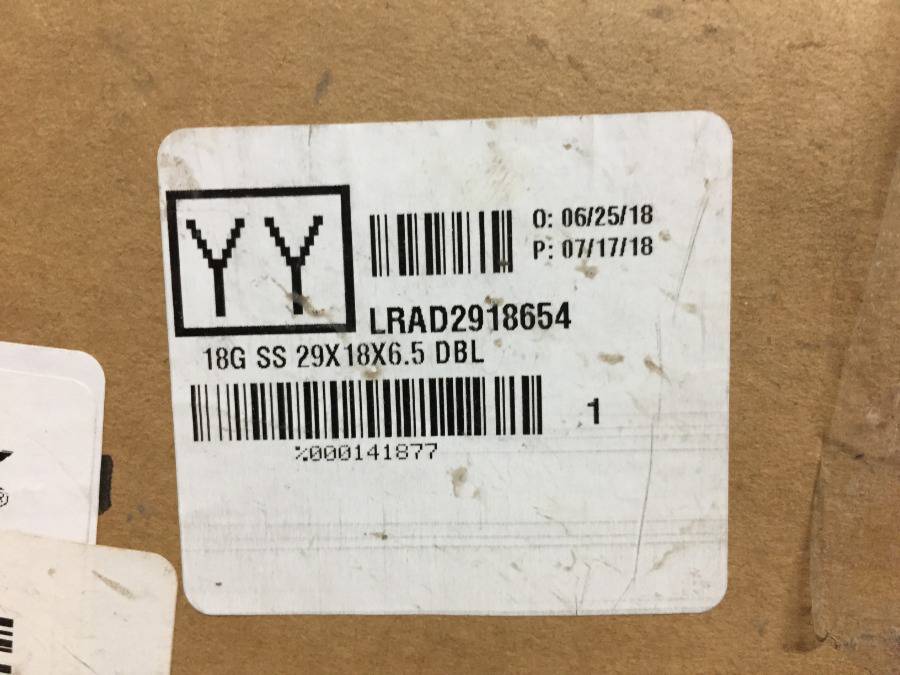 YY
O: 06/25/18
P: 07/17/18
LRAD2918654
18G SS 29X18X6.5 DBL
1
%000141877
®